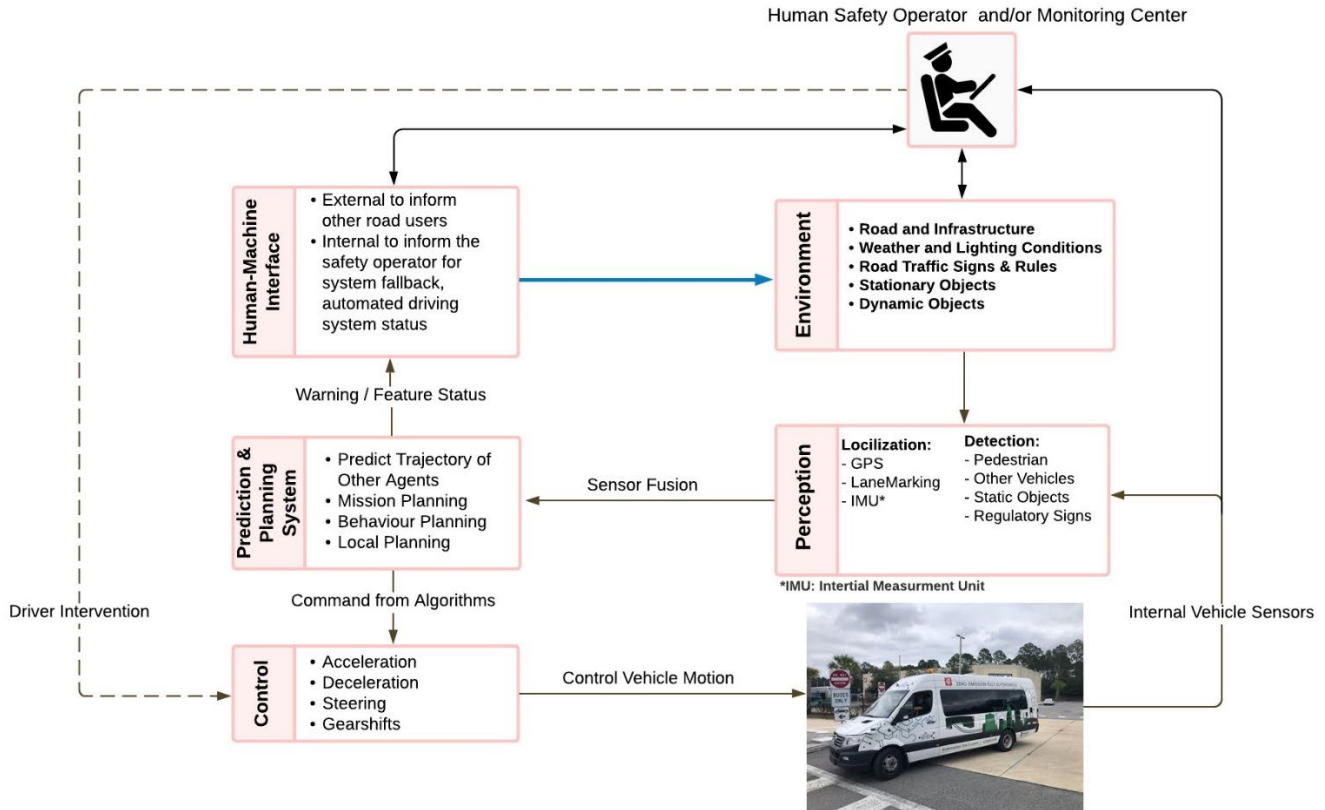 Human Safety Operator and/or Monitoring Center
Human-Machine
Interface
• External to inform
other road users
• Internal to inform the
safety operator for
system fallback,
automated driving
system status
Environment
• Road and Infrastructure
• Weather and Lighting Conditions
• Road Traffic Signs & Rules
• Stationary Objects
• Dynamic Objects
Warning / Feature Status
Prediction &
Planning
System
• Predict Trajectory of
Other Agents
• Mission Planning
• Behaviour Planning
• Local Planning
Sensor Fusion
Perception
Locilization:
- GPS
- LaneMarking
- IMU*
Detection:
- Pedestrian
- Other Vehicles
- Static Objects
- Regulatory Signs
*IMU: Intertial Measurment Unit
Driver Intervention
Command from Algorithms
Internal Vehicle Sensors
Control
• Acceleration
• Deceleration
• Steering
• Gearshifts
Control Vehicle Motion
BUSES
ONLY